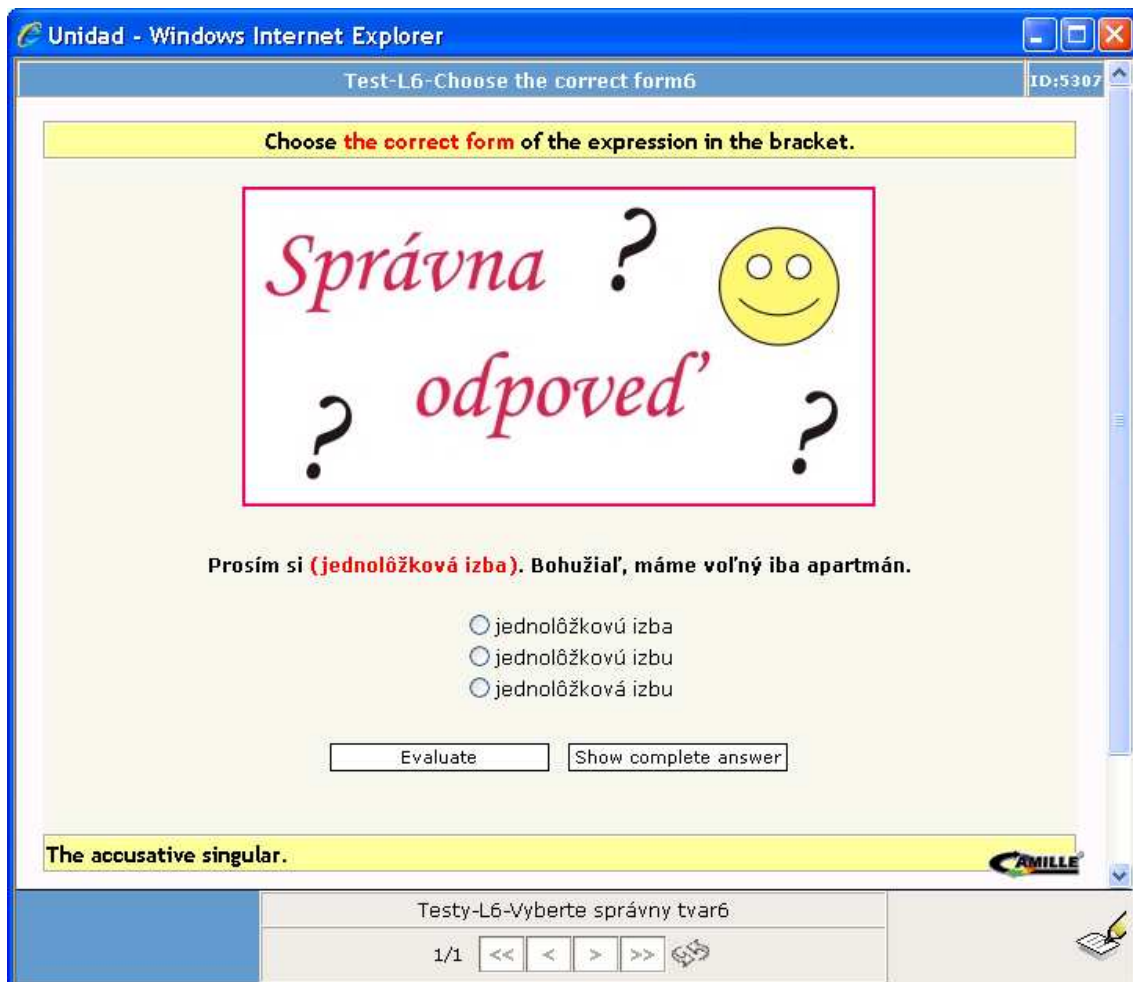 Unidad - Windows Internet Explorer
Test-L6-Choose the correct form6
ID:5307
Choose the correct form of the expression in the bracket.
Správna ?
odpoveď
? ?
Prosím si (jednolôžková izba). Bohužiaľ, máme voľný iba apartmán.
jednolôžkovú izba
jednolôžkovú izbu
jednolôžková izbu
Evaluate
Show complete answer
The accusative singular.
CAMILLE
Testy-L6-Vyberte správny tvar6
1/1 << < > >>